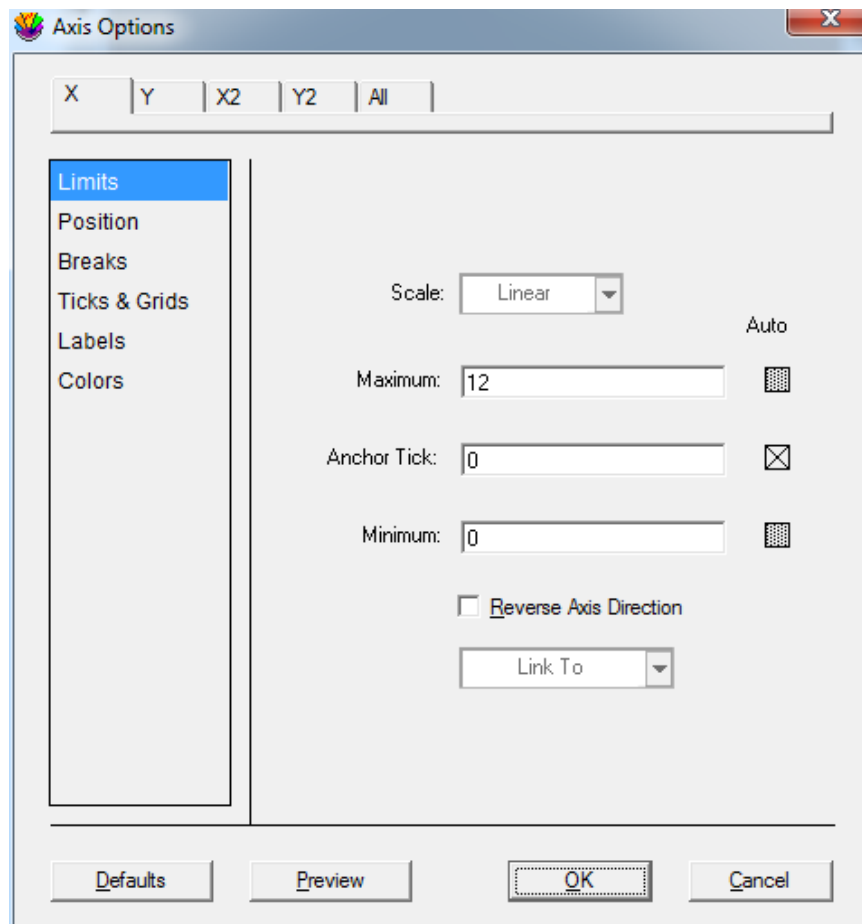 Axis Options
X Y X2 Y2 All
Limits
Position
Breaks
Ticks & Grids
Labels
Colors
Scale: Linear
Auto
Maximum: 12
Anchor Tick: 0
Minimum: 0
Reverse Axis Direction
Link To
Defaults Preview OK Cancel